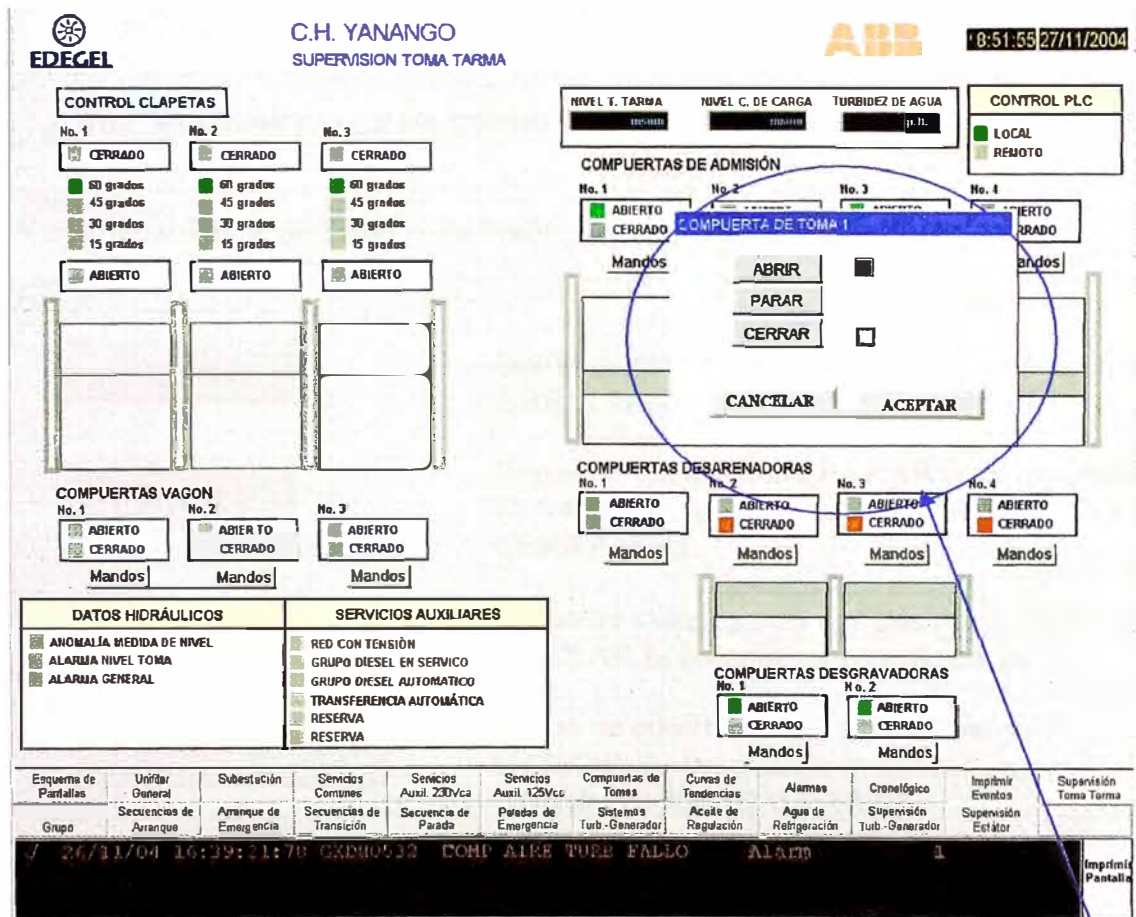 EDEGEL
C.H. YANANGO
SUPERVISION TOMA TARMA
ABB
8:51:55 27/11/2004
CONTROL CLAPETAS
No. 1
No. 2
No. 3
CERRADO
CERRADO
CERRADO
60 grados
60 grados
60 grados
45 grados
45 grados
45 grados
30 grados
30 grados
30 grados
15 grados
15 grados
15 grados
ABIERTO
ABIERTO
ABIERTO
NIVEL T. TARMA
NIVEL C. DE CARGA
TURBIDEZ DE AGUA
CONTROL PLC
LOCAL
REMOTO
COMPUERTAS DE ADMISIÓN
No. 1
No. 2
No. 3
No. 4
ABIERTO
CERRADO
Mandos
COMPUERTA DE TOMA 1
ABRIR
PARAR
CERRAR
CANCELAR
ACEPTAR
COMPUERTAS VAGON
No. 1
No.2
No. 3
ABIERTO
ABIERTO
ABIERTO
CERRADO
CERRADO
CERRADO
Mandos
Mandos
Mandos
COMPUERTAS DESARENADORAS
No. 1
No. 2
No. 3
No. 4
ABIERTO
ABIERTO
ABIERTO
ABIERTO
CERRADO
CERRADO
CERRADO
CERRADO
Mandos
Mandos
Mandos
Mandos
DATOS HIDRÁULICOS
ANOMALÍA MEDIDA DE NIVEL
ALARMA NIVEL TOMA
ALARMA GENERAL
SERVICIOS AUXILIARES
RED CON TENSIÒN
GRUPO DIESEL EN SERVICO
GRUPO DIESEL AUTOMATICO
TRANSFERENCIA AUTOMÁTICA
RESERVA
RESERVA
COMPUERTAS DESGRAVADORAS
No. 1
No. 2
ABIERTO
ABIERTO
CERRADO
CERRADO
Mandos
Mandos
Esquema de Pantallas
Unifilar General
Subestación
Servicios Comunes
Servicios Auxil. 230Vca
Servicios Auxil. 125Vcc
Compuertas de Tomas
Curvas de Tendencias
Alarmas
Cronológico
Imprimir Eventos
Supervisión Toma Tarma
Grupo
Secuencias de Arranque
Arranque de Emergencia
Secuencias de Transición
Secuencia de Parada
Paradas de Emergencia
Sistemas Turb.-Generador
Aceite de Regulación
Agua de Refrigeración
Supervisión Turb.-Generador
Supervisión Estátor
26/11/04 16:39:21:78 GXDM0532 COMP AIRE TURB FALLO Alarm 1
Imprimir
Pantalla